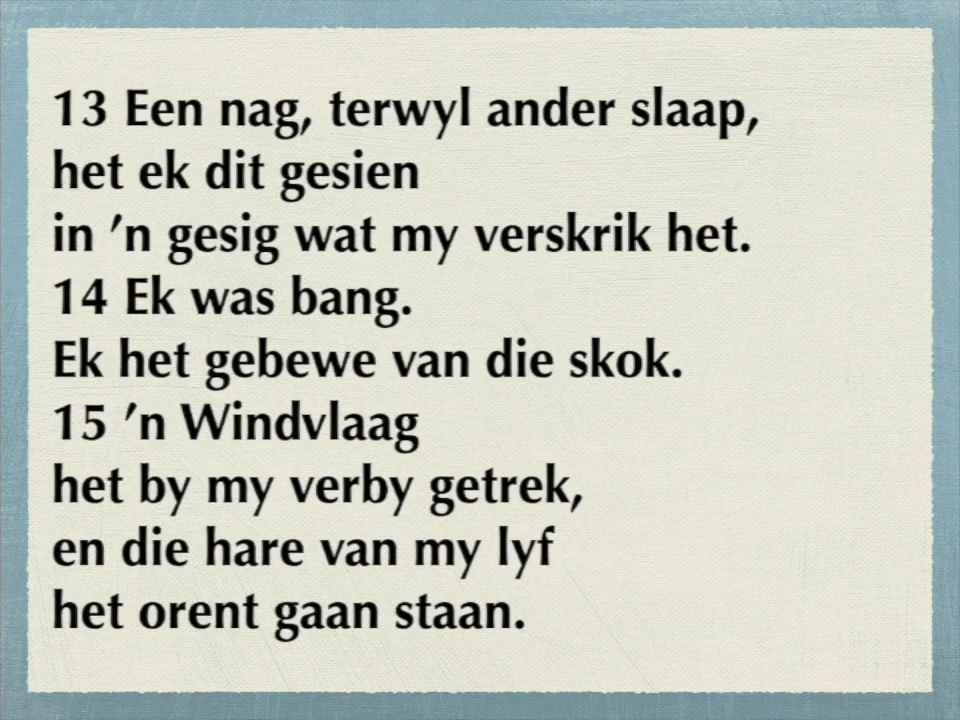 13 Een nag, terwyl ander slaap,
het ek dit gesien
in ’n gesig wat my verskrik het.
14 Ek was bang.
Ek het gebewe van die skok.
15 ’n Windvlaag
het by my verby getrek,
en die hare van my lyf
het orent gaan staan.